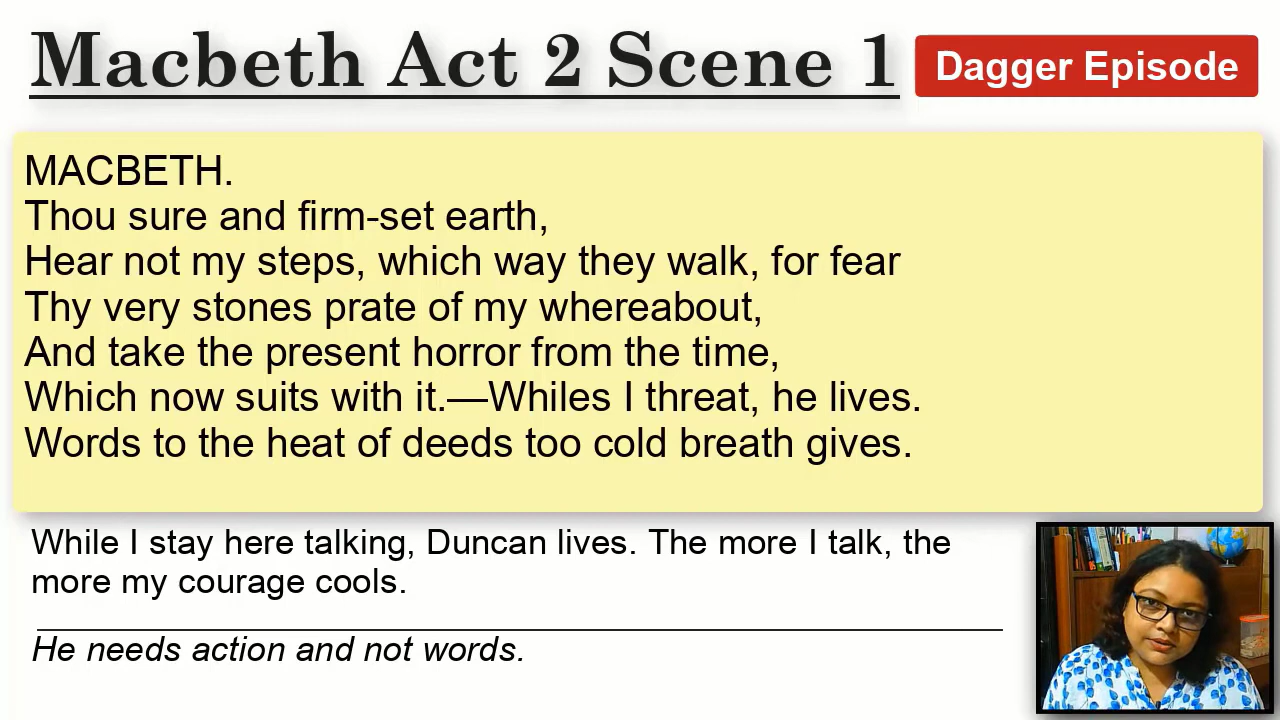 Macbeth Act 2 Scene 1
Dagger Episode
MACBETH.
Thou sure and firm-set earth,
Hear not my steps, which way they walk, for fear
Thy very stones prate of my whereabout,
And take the present horror from the time,
Which now suits with it.—Whiles I threat, he lives.
Words to the heat of deeds too cold breath gives.
While I stay here talking, Duncan lives. The more I talk, the
more my courage cools.
He needs action and not words.